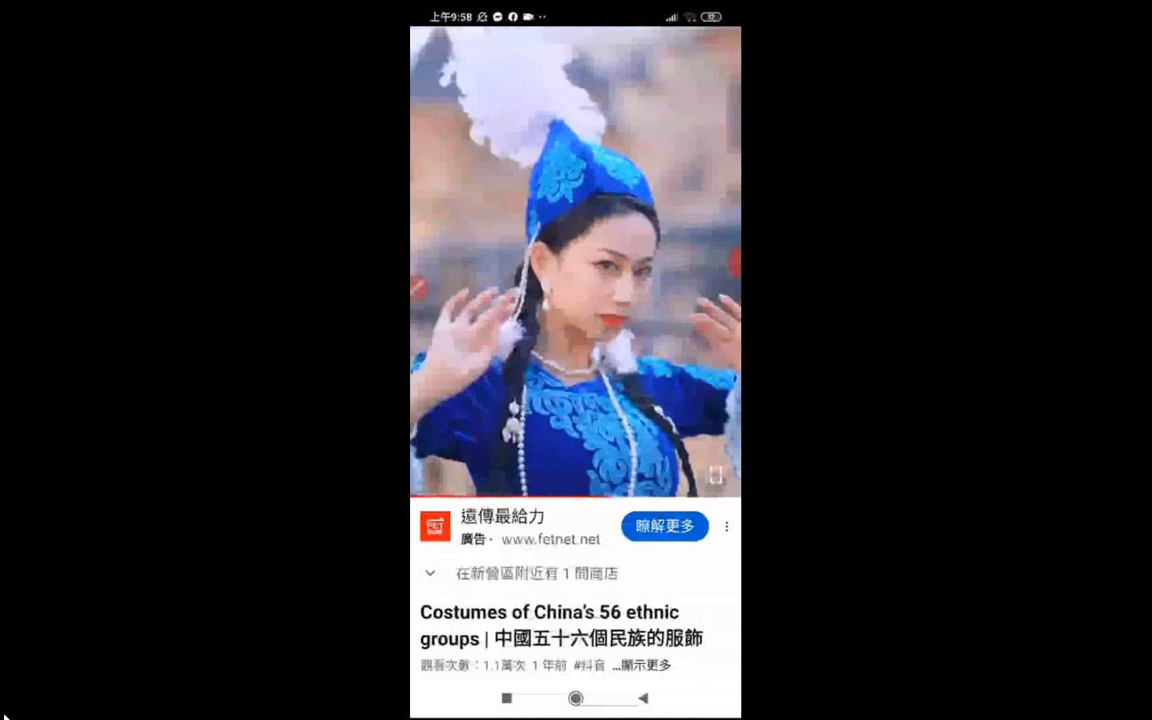 上午9:58
遠傳最給力
瞭解更多
廣告· www.fetnet.net
在新營區附近有 1 間商店
Costumes of China's 56 ethnic
groups | 中國五十六個民族的服飾
觀看次數：1.1萬次 1 年前 #抖音 ...顯示更多